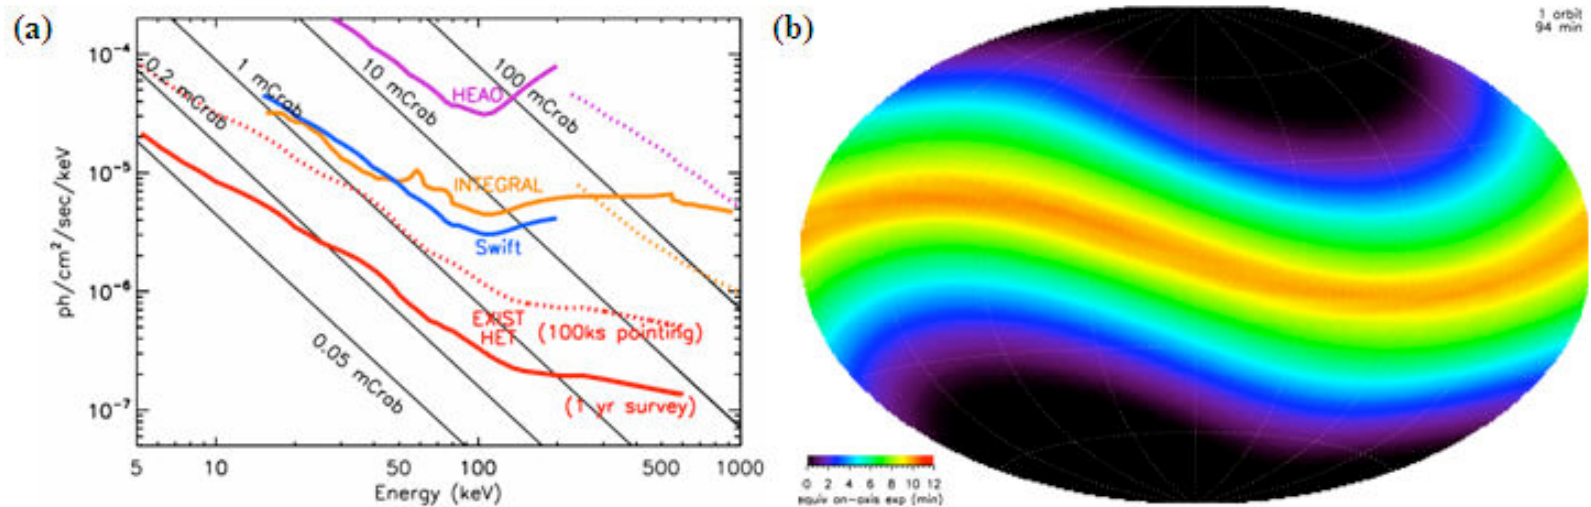 (a)
10⁻⁴
10⁻⁵
10⁻⁶
10⁻⁷
ph/cm²/sec/keV
0.2 mCrab
1 mCrab
10 mCrab
100 mCrab
0.05 mCrab
HEAO
INTEGRAL
Swift
EXIST
HET
(100ks pointing)
(1 yr survey)
5 10 50 100 500 1000
Energy (keV)
(b)
1 orbit
94 min
0 2 4 6 8 10 12
equiv on-axis exp (min)